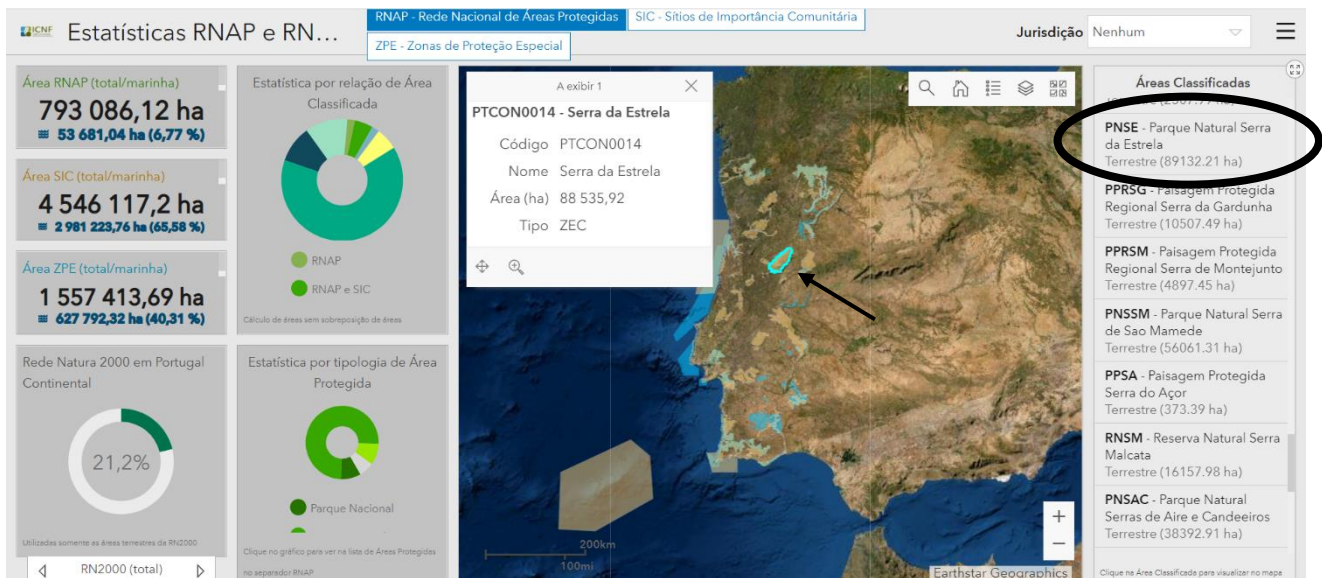 ICNF
Estatísticas RNAP e RN...
RNAP - Rede Nacional de Áreas Protegidas
SIC - Sítios de Importância Comunitária
ZPE - Zonas de Proteção Especial
Jurisdição
Nenhum
Área RNAP (total/marinha)
793 086,12 ha
53 681,04 ha (6,77 %)
Área SIC (total/marinha)
4 546 117,2 ha
2 981 223,76 ha (65,58 %)
Área ZPE (total/marinha)
1 557 413,69 ha
627 792,32 ha (40,31 %)
Rede Natura 2000 em Portugal
Continental
21,2%
Utilizadas somente as áreas terrestres da RN2000
RN2000 (total)
Estatística por relação de Área
Classificada
RNAP
RNAP e SIC
Cálculo de áreas sem sobreposição de áreas
Estatística por tipologia de Área
Protegida
Parque Nacional
Clique no gráfico para ver na lista de Áreas Protegidas
no separador RNAP
A exibir 1
PTCON0014 - Serra da Estrela
Código PTCON0014
Nome Serra da Estrela
Área (ha) 88 535,92
Tipo ZEC
200km
100mi
Earthstar Geographics
Áreas Classificadas
PNSE - Parque Natural Serra
da Estrela
Terrestre (89132.21 ha)
PPRSG - Paisagem Protegida
Regional Serra da Gardunha
Terrestre (10507.49 ha)
PPRSM - Paisagem Protegida
Regional Serra de Montejunto
Terrestre (4897.45 ha)
PNSSM - Parque Natural Serra
de Sao Mamede
Terrestre (56061.31 ha)
PPSA - Paisagem Protegida
Serra do Açor
Terrestre (373.39 ha)
RNSM - Reserva Natural Serra
Malcata
Terrestre (16157.98 ha)
PNSAC - Parque Natural
Serras de Aire e Candeeiros
Terrestre (38392.91 ha)
Clique na Área Classificada para visualizar no mapa